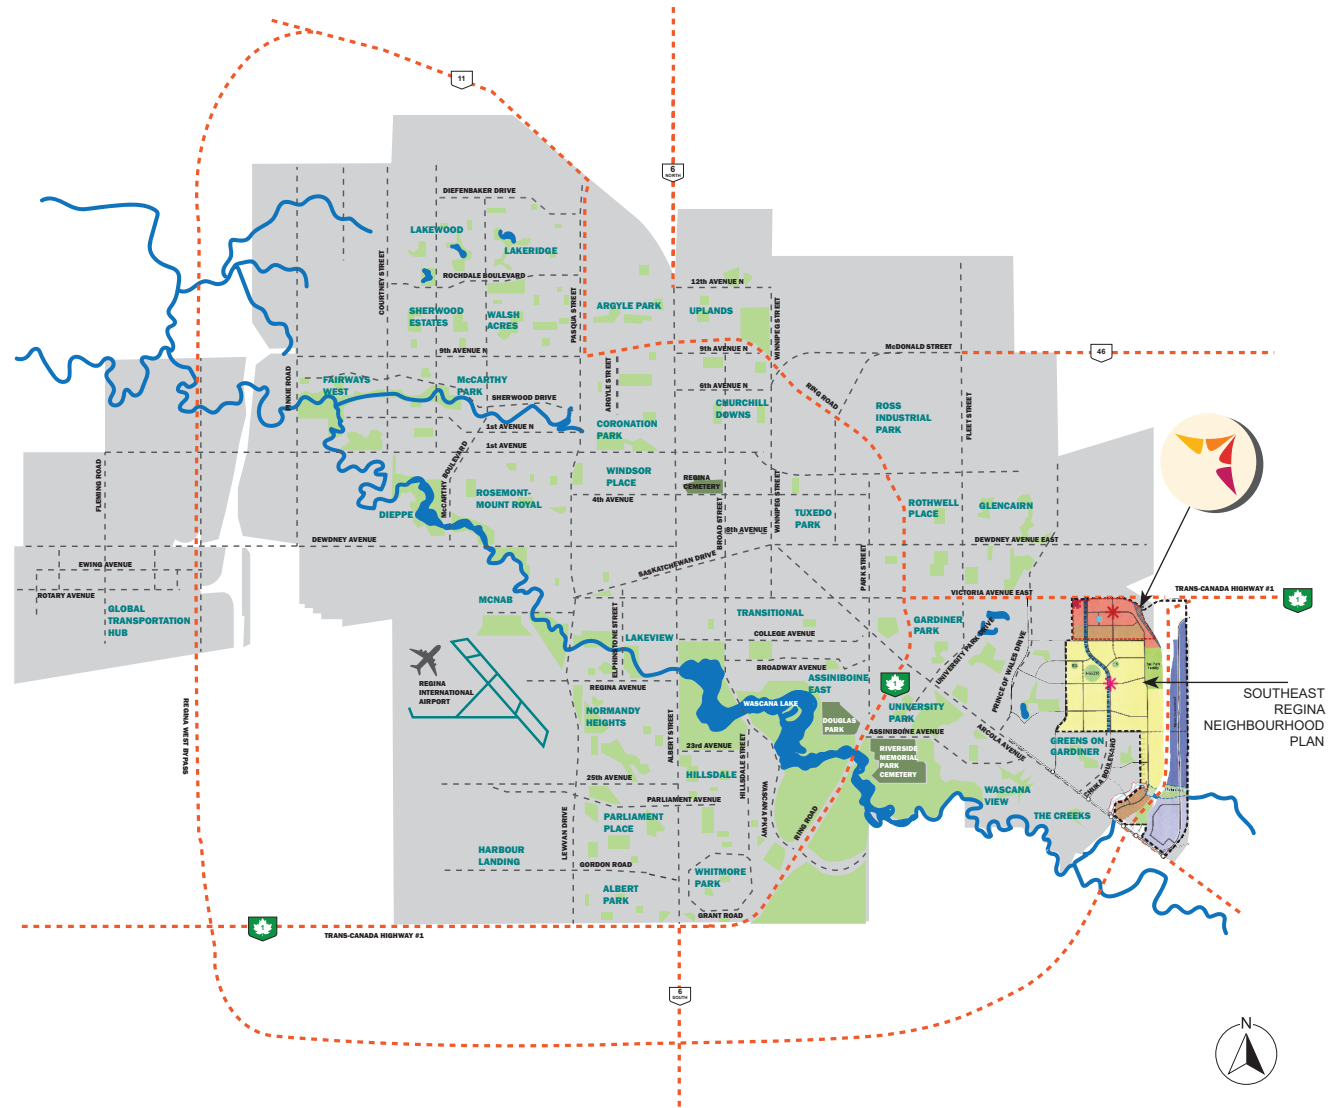 11
6
NORTH
DIEFENBAKER DRIVE
LAKEWOOD
LAKERIDGE
COURTNEY STREET
ROCHDALE BOULEVARD
12th AVENUE N
PASQUA STREET
ARGYLE PARK
UPLANDS
WINNIPEG STREET
SHERWOOD
ESTATES
WALSH
ACRES
9th AVENUE N
9th AVENUE N
McDONALD STREET
46
PINKIE ROAD
FAIRWAYS
WEST
McCARTHY
PARK
SHERWOOD DRIVE
ARGYLE STREET
6th AVENUE N
RING ROAD
CHURCHILL
DOWNS
ROSS
INDUSTRIAL
PARK
FLEET STREET
1st AVENUE N
CORONATION
PARK
1st AVENUE
McCARTHY BOULEVARD
FLEMING ROAD
WINDSOR
PLACE
REGINA
CEMETERY
WINNIPEG STREET
ROSEMONT-
MOUNT ROYAL
4th AVENUE
DIEPPE
BROAD STREET
8th AVENUE
TUXEDO
PARK
ROTHWELL
PLACE
GLENCAIRN
DEWDNEY AVENUE
DEWDNEY AVENUE EAST
EWING AVENUE
SASKATCHEWAN DRIVE
PARK STREET
ROTARY AVENUE
VICTORIA AVENUE EAST
TRANS-CANADA HIGHWAY #1
1
GLOBAL
TRANSPORTATION
HUB
MCNAB
ELPHINSTONE STREET
LAKEVIEW
TRANSITIONAL
COLLEGE AVENUE
GARDINER
PARK
UNIVERSITY PARK DRIVE
PRINCE OF WALES DRIVE
BROADWAY AVENUE
REGINA
INTERNATIONAL
AIRPORT
REGINA AVENUE
ASSINIBOINE
EAST
1
SOUTHEAST
REGINA
NEIGHBOURHOOD
PLAN
REGINA WEST BYPASS
WASCANA LAKE
NORMANDY
HEIGHTS
UNIVERSITY
PARK
DOUGLAS
PARK
ALBERT STREET
ASSINIBOINE AVENUE
ARCOLA AVENUE
23rd AVENUE
HILLSDALE STREET
RIVERSIDE
MEMORIAL
PARK
CEMETERY
GREENS ON
GARDINER
CHUKA BOULEVARD
25th AVENUE
HILLSDALE
WASCANA PKWY
WASCANA
VIEW
PARLIAMENT AVENUE
RING ROAD
THE CREEKS
PARLIAMENT
PLACE
LEWVAN DRIVE
HARBOUR
LANDING
GORDON ROAD
WHITMORE
PARK
ALBERT
PARK
GRANT ROAD
1
TRANS-CANADA HIGHWAY #1
6
SOUTH
N